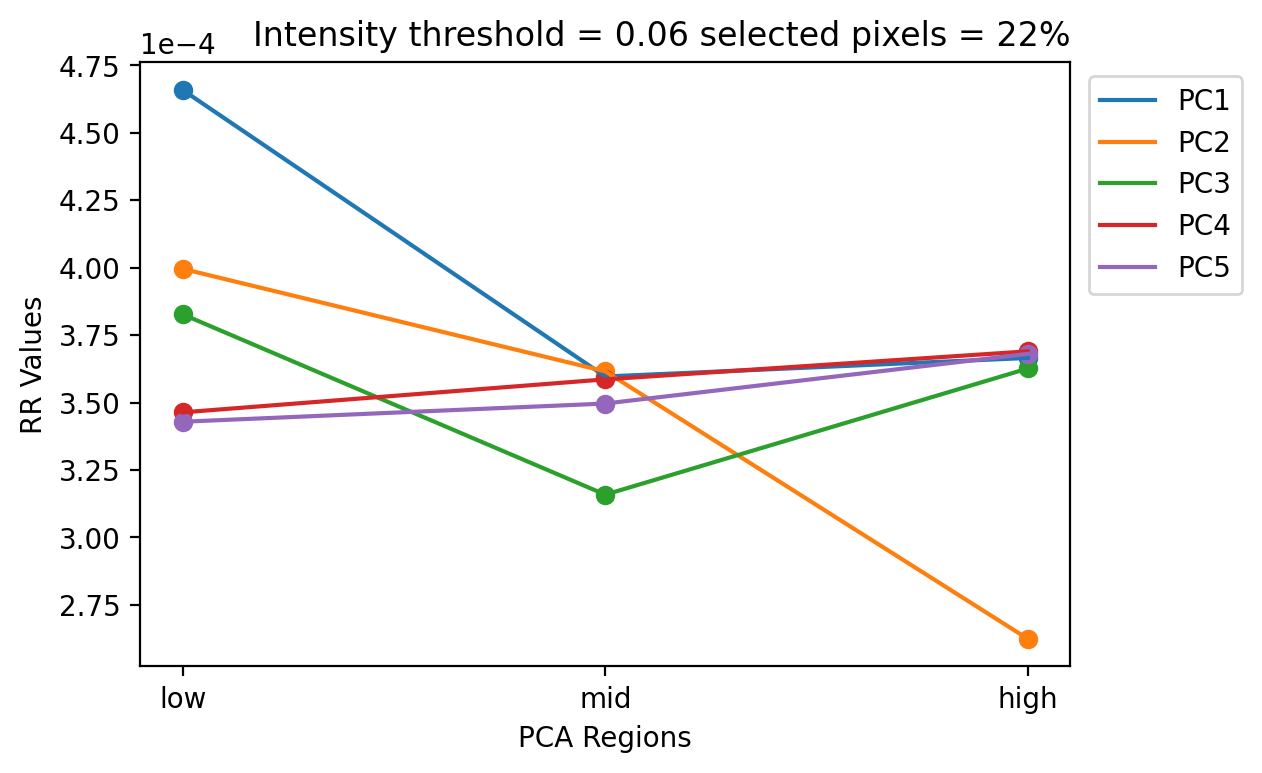 Intensity threshold = 0.06 selected pixels = 22%
1e−4
4.75
4.50
4.25
4.00
3.75
3.50
3.25
3.00
2.75
RR Values
low
mid
high
PCA Regions
PC1
PC2
PC3
PC4
PC5